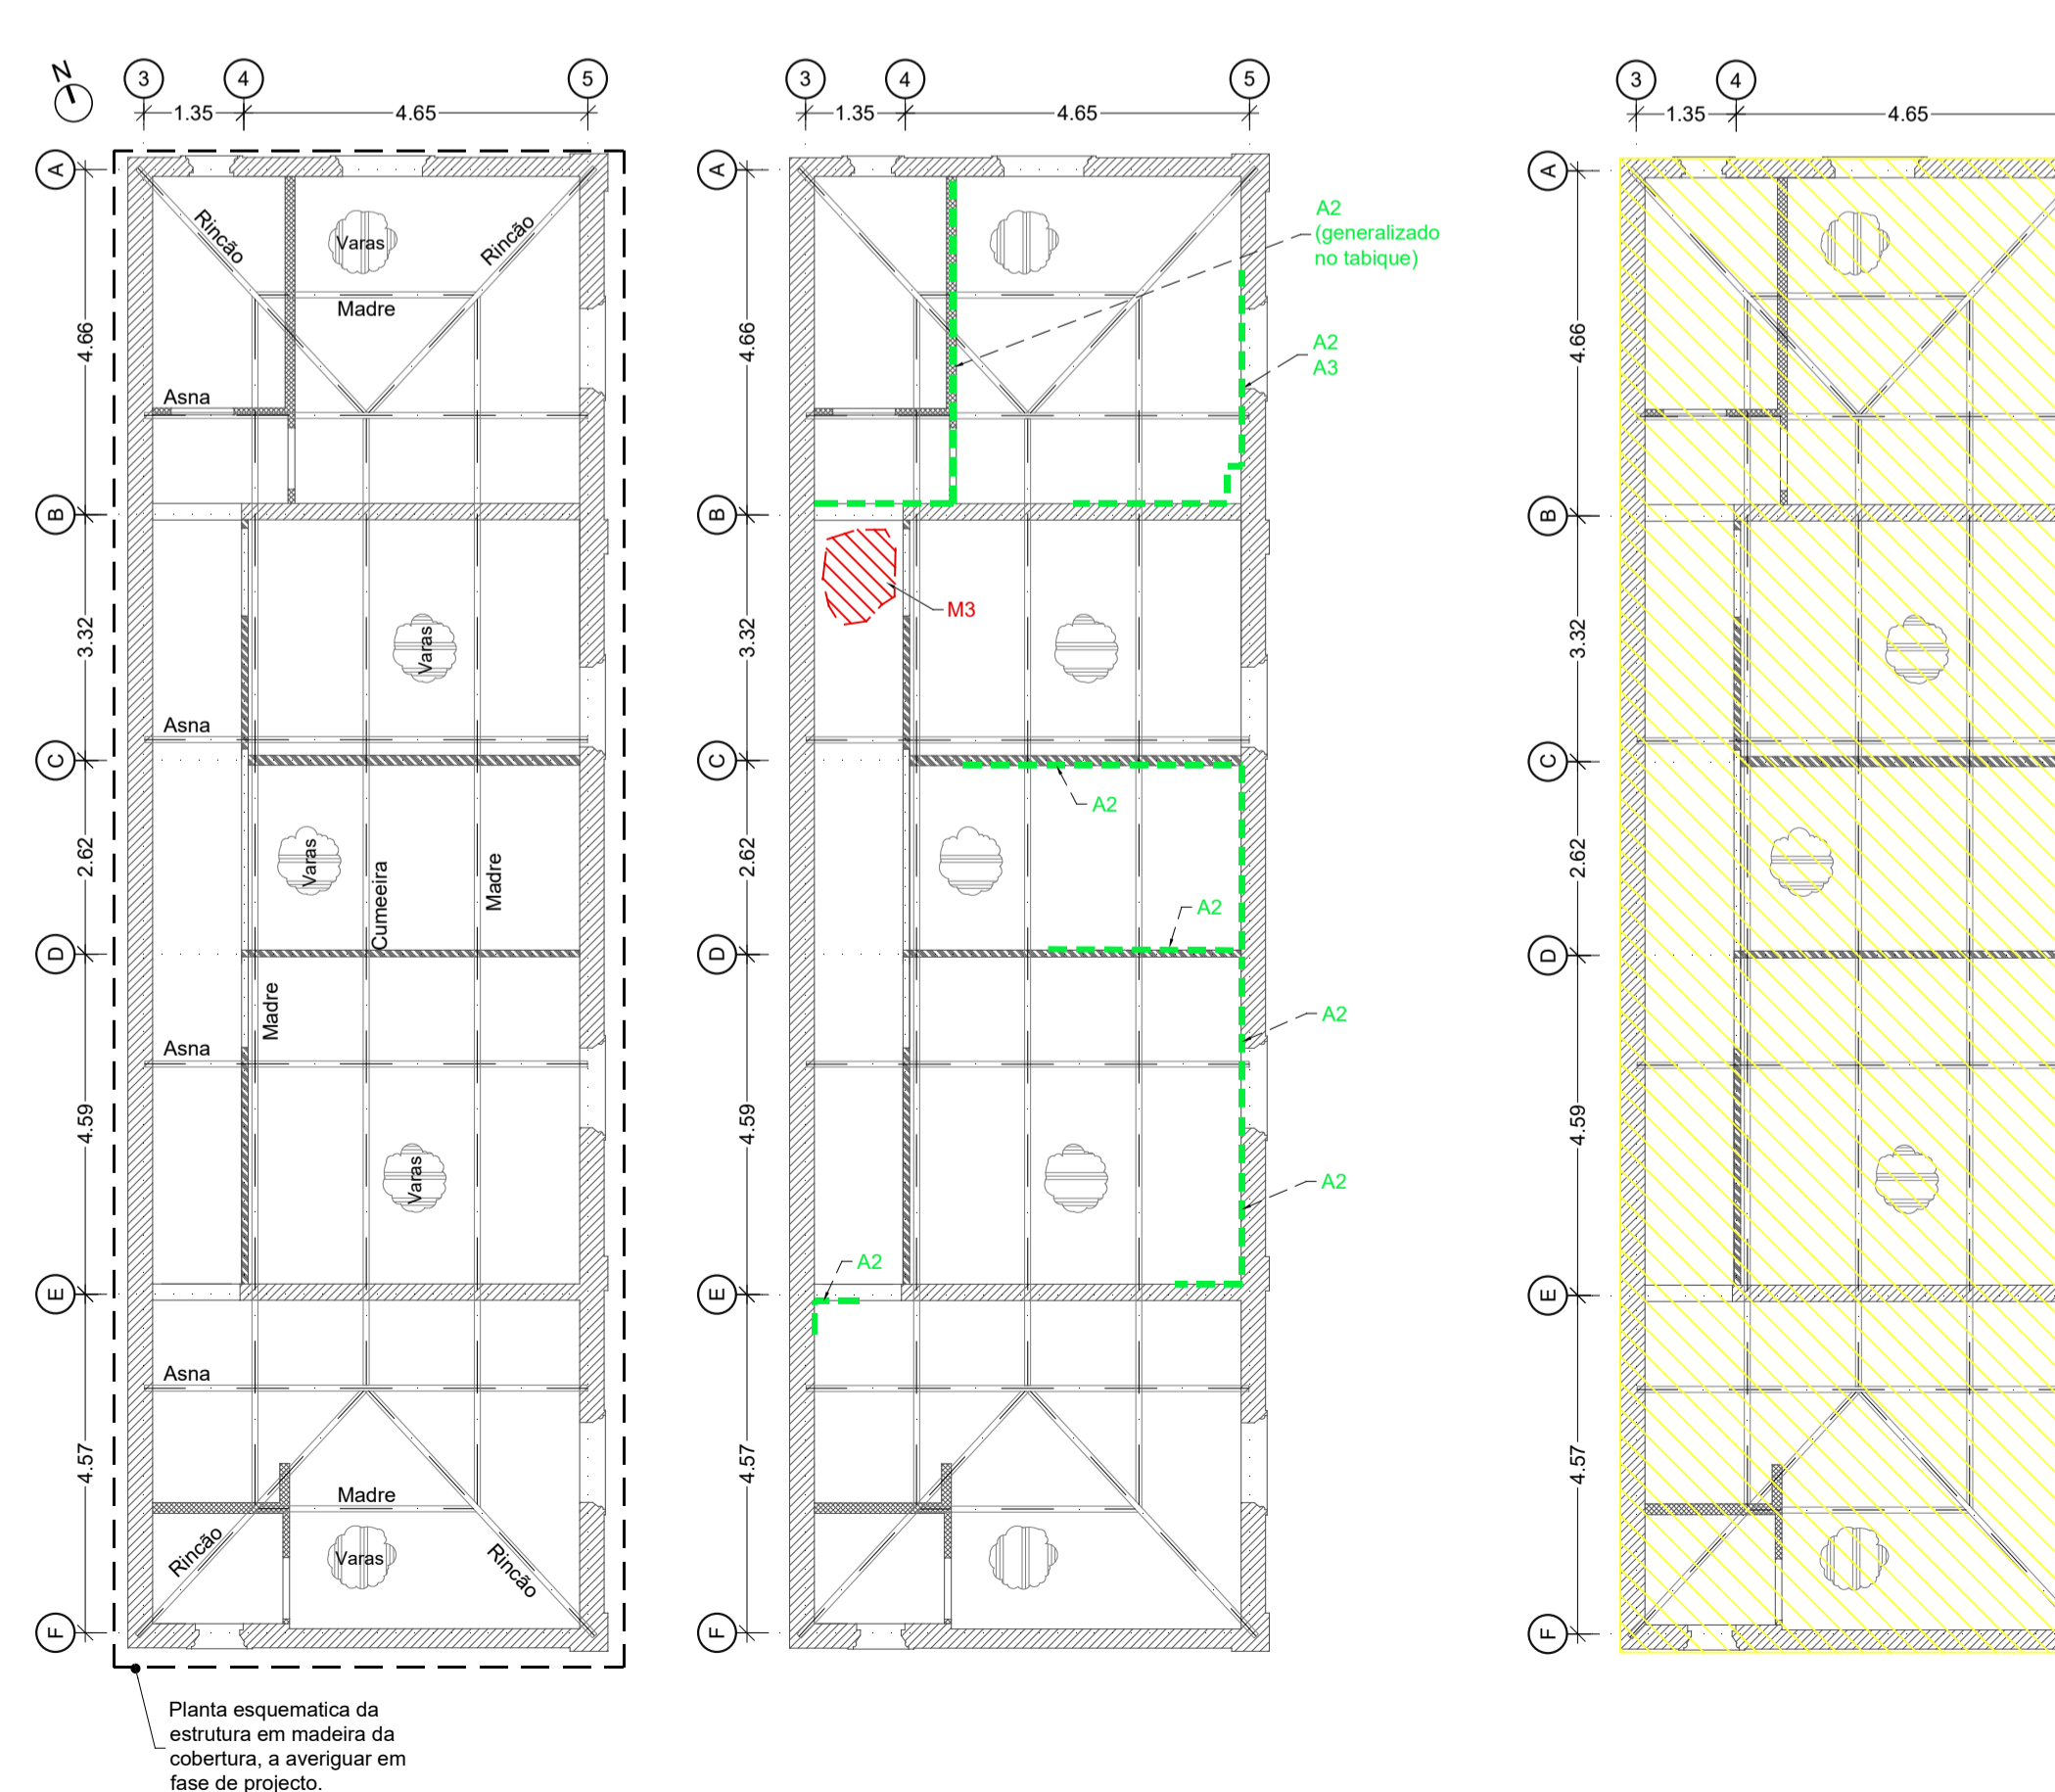 N
3
4
5
1.35
4.65
A
B
C
D
E
F
4.66
3.32
2.62
4.59
4.57
Rincão
Varas
Rincão
Madre
Asna
Varas
Asna
Varas
Cumeeira
Madre
Madre
Asna
Varas
Asna
Madre
Rincão
Varas
Rincão
Planta esquematica da
estrutura em madeira da
cobertura, a averiguar em
fase de projecto.
3
4
5
1.35
4.65
A
B
C
D
E
F
4.66
3.32
2.62
4.59
4.57
A2
(generalizado
no tabique)
A2
A3
M3
A2
A2
A2
A2
A2
3
4
1.35
4.65
A
B
C
D
E
F
4.66
3.32
2.62
4.59
4.57